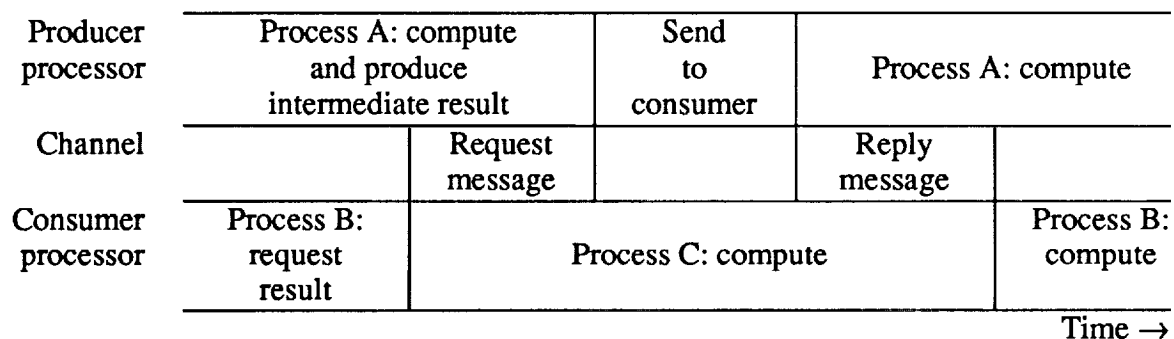 Producer
processor
Process A: compute
and produce
intermediate result
Send
to
consumer
Process A: compute
Channel
Request
message
Reply
message
Consumer
processor
Process B:
request
result
Process C: compute
Process B:
compute
Time →